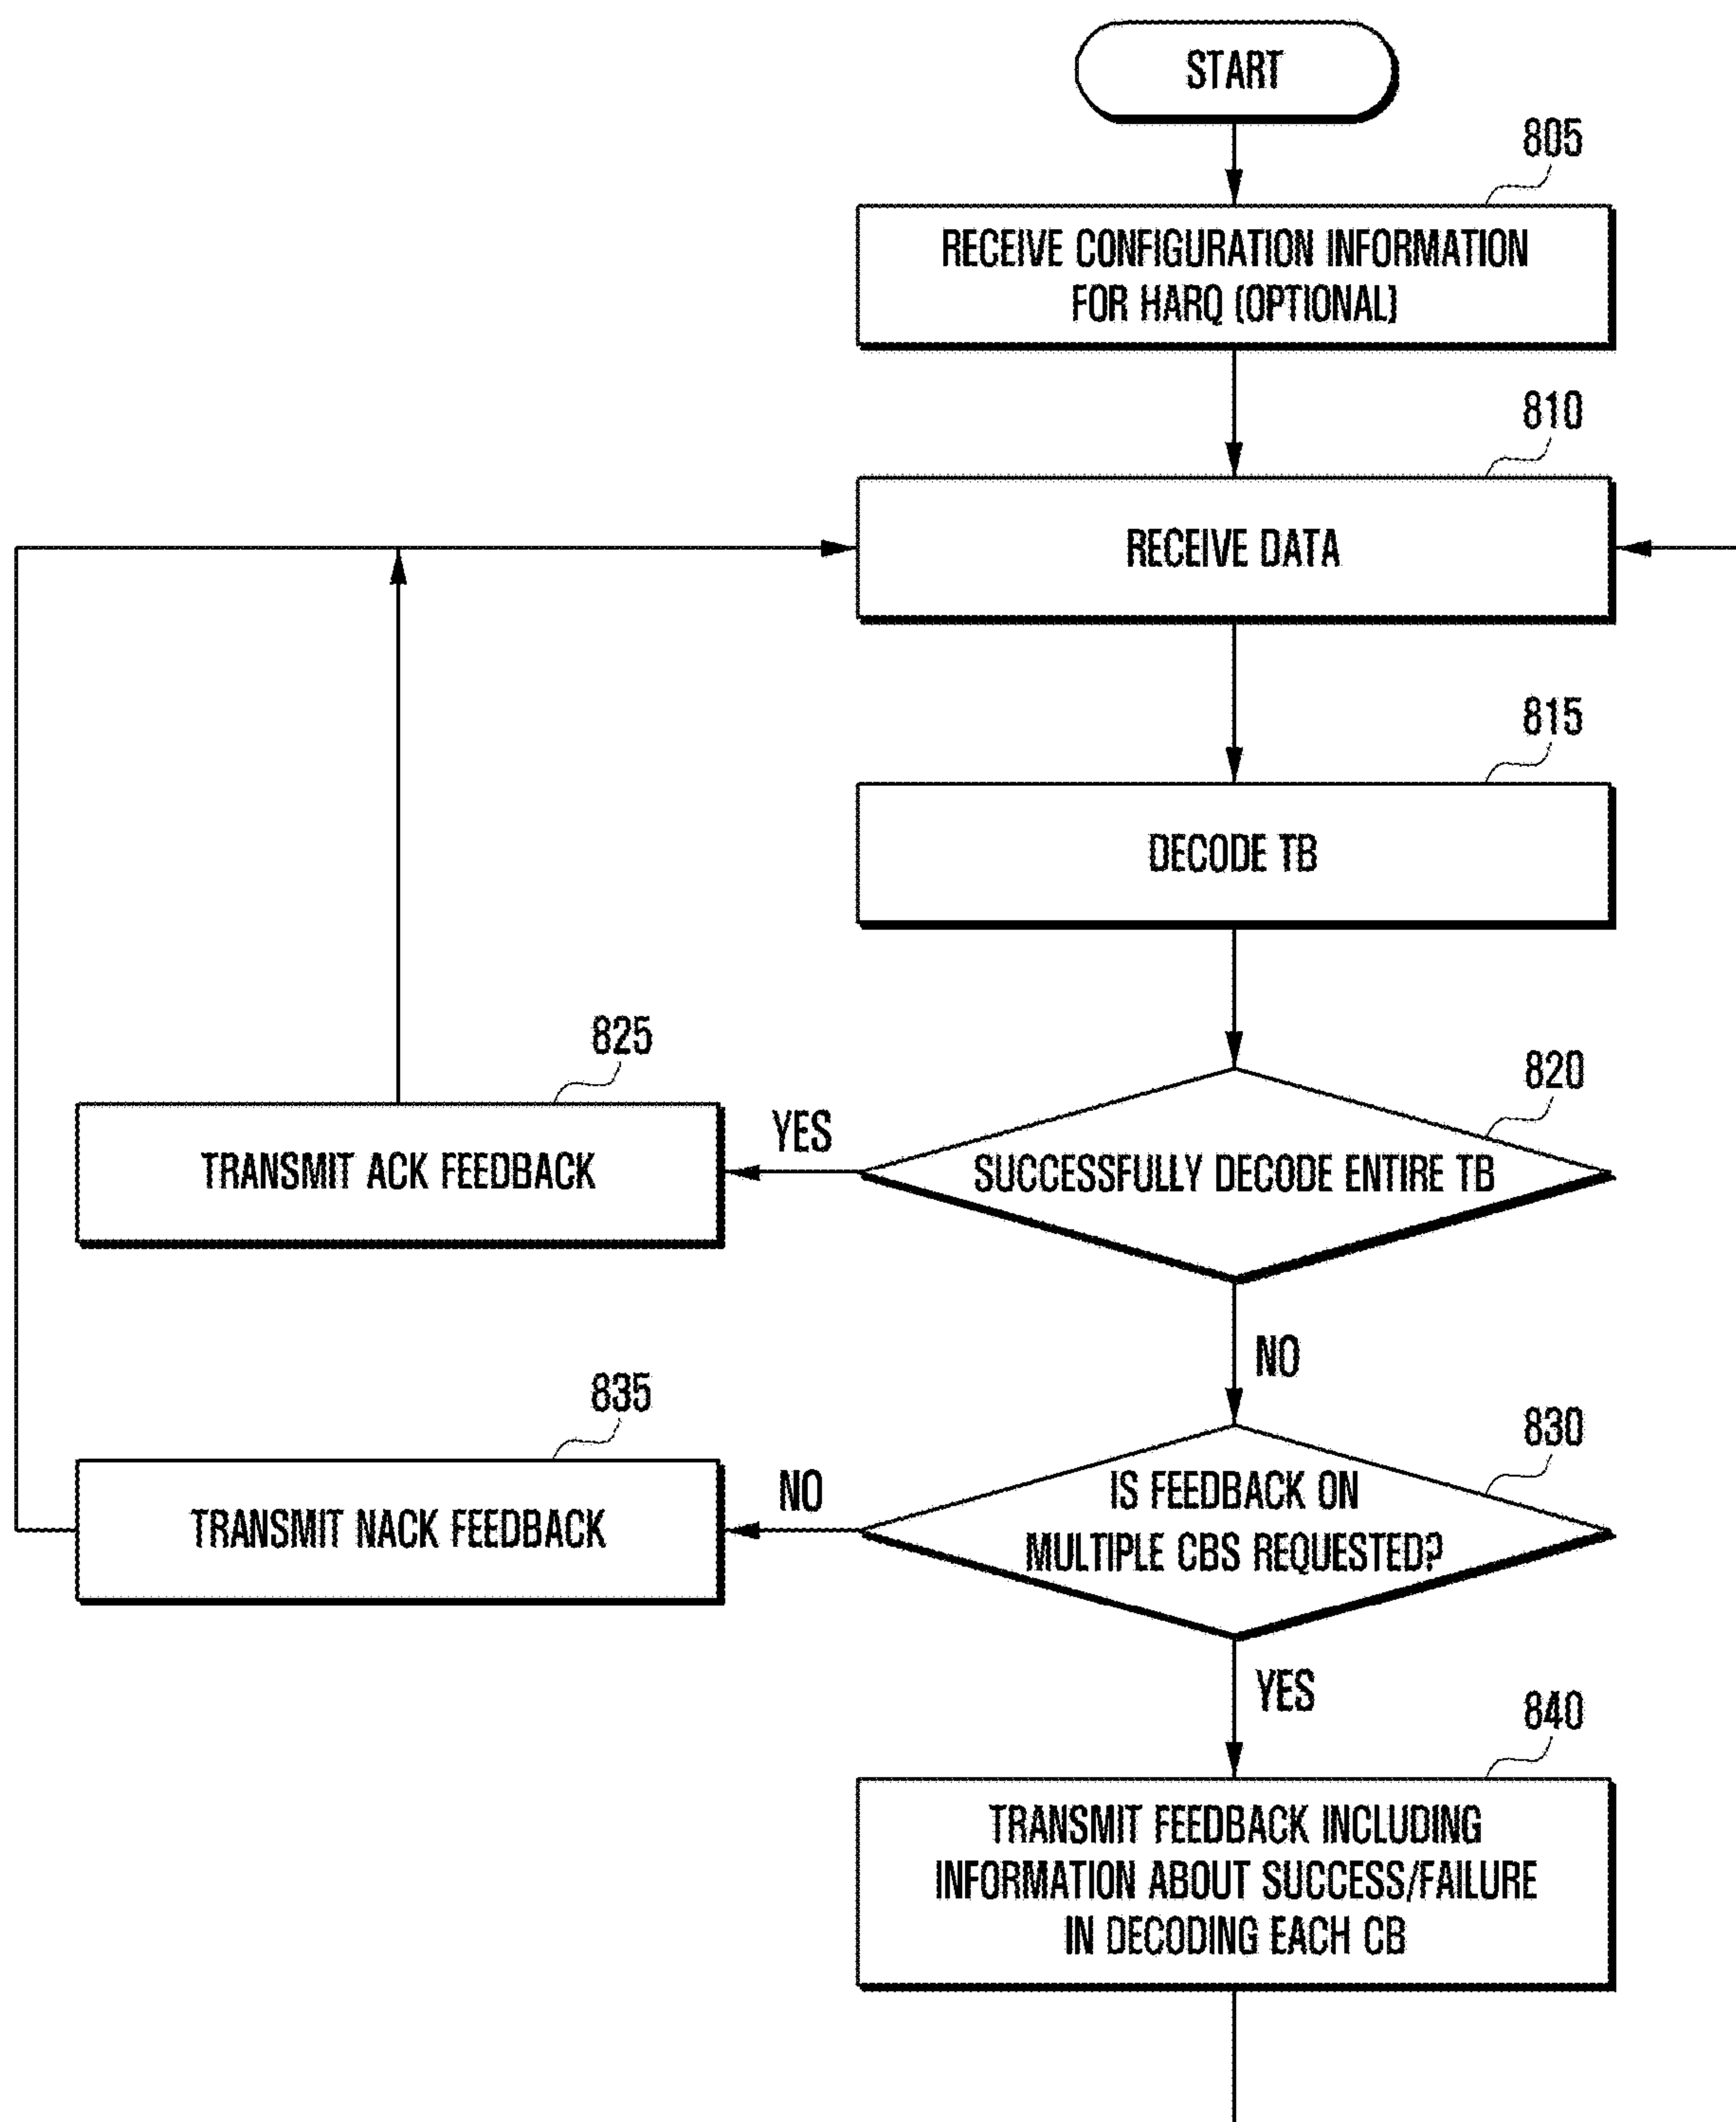 START
805
RECEIVE CONFIGURATION INFORMATION
FOR HARQ (OPTIONAL)
810
RECEIVE DATA
815
DECODE TB
825
820
TRANSMIT ACK FEEDBACK
YES
SUCCESSFULLY DECODE ENTIRE TB
NO
835
830
TRANSMIT NACK FEEDBACK
NO
IS FEEDBACK ON
MULTIPLE CBS REQUESTED?
YES
840
TRANSMIT FEEDBACK INCLUDING
INFORMATION ABOUT SUCCESS/FAILURE
IN DECODING EACH CB